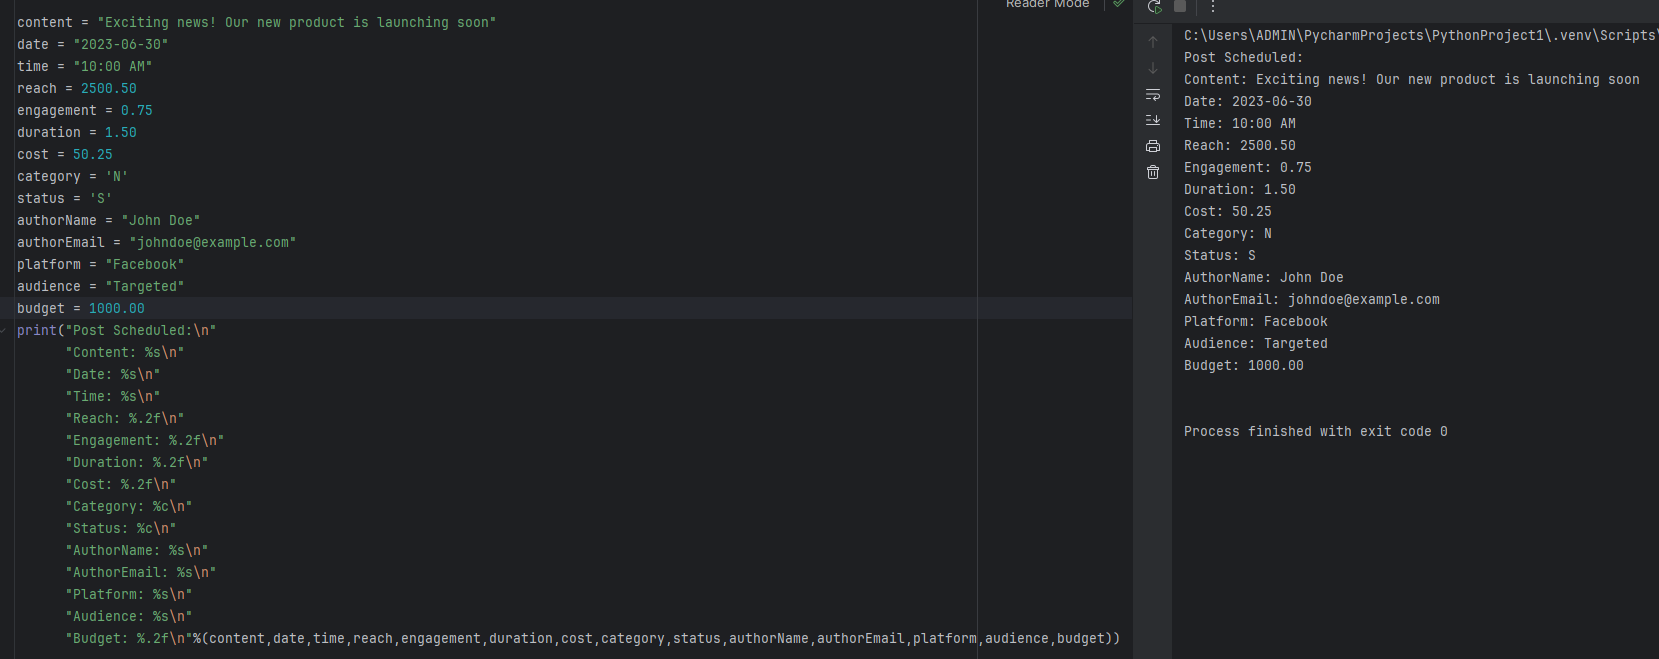 content = "Exciting news! Our new product is launching soon"
date = "2023-06-30"
time = "10:00 AM"
reach = 2500.50
engagement = 0.75
duration = 1.50
cost = 50.25
category = 'N'
status = 'S'
authorName = "John Doe"
authorEmail = "johndoe@example.com"
platform = "Facebook"
audience = "Targeted"
budget = 1000.00
print("Post Scheduled:\n"
"Content: %s\n"
"Date: %s\n"
"Time: %s\n"
"Reach: %.2f\n"
"Engagement: %.2f\n"
"Duration: %.2f\n"
"Cost: %.2f\n"
"Category: %c\n"
"Status: %c\n"
"AuthorName: %s\n"
"AuthorEmail: %s\n"
"Platform: %s\n"
"Audience: %s\n"
"Budget: %.2f\n"%(content,date,time,reach,engagement,duration,cost,category,status,authorName,authorEmail,platform,audience,budget))
Reader Mode
C:\Users\ADMIN\PycharmProjects\PythonProject1\.venv\Scripts\
Post Scheduled:
Content: Exciting news! Our new product is launching soon
Date: 2023-06-30
Time: 10:00 AM
Reach: 2500.50
Engagement: 0.75
Duration: 1.50
Cost: 50.25
Category: N
Status: S
AuthorName: John Doe
AuthorEmail: johndoe@example.com
Platform: Facebook
Audience: Targeted
Budget: 1000.00
Process finished with exit code 0